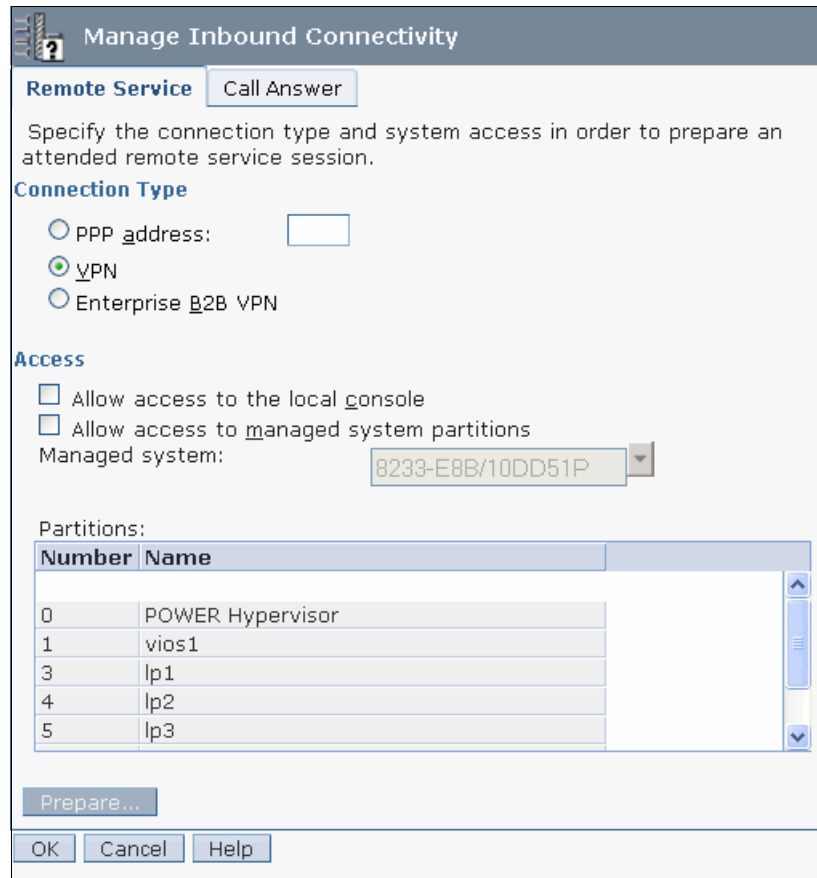 Manage Inbound Connectivity
Remote Service Call Answer
Specify the connection type and system access in order to prepare an
attended remote service session.
Connection Type
PPP address:
VPN
Enterprise B2B VPN
Access
Allow access to the local console
Allow access to managed system partitions
Managed system: 8233-E8B/10DD51P
Partitions:
Number Name
0 POWER Hypervisor
1 vios1
3 lp1
4 lp2
5 lp3
Prepare...
OK Cancel Help